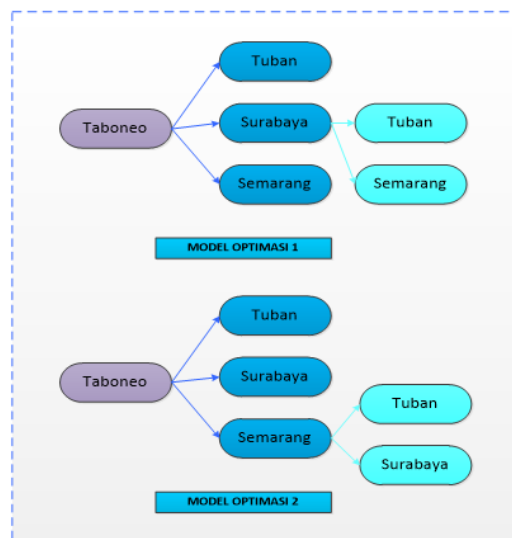 Tuban
Taboneo
Surabaya
Tuban
Semarang
Semarang
MODEL OPTIMASI 1
Tuban
Taboneo
Surabaya
Semarang
Tuban
Surabaya
MODEL OPTIMASI 2